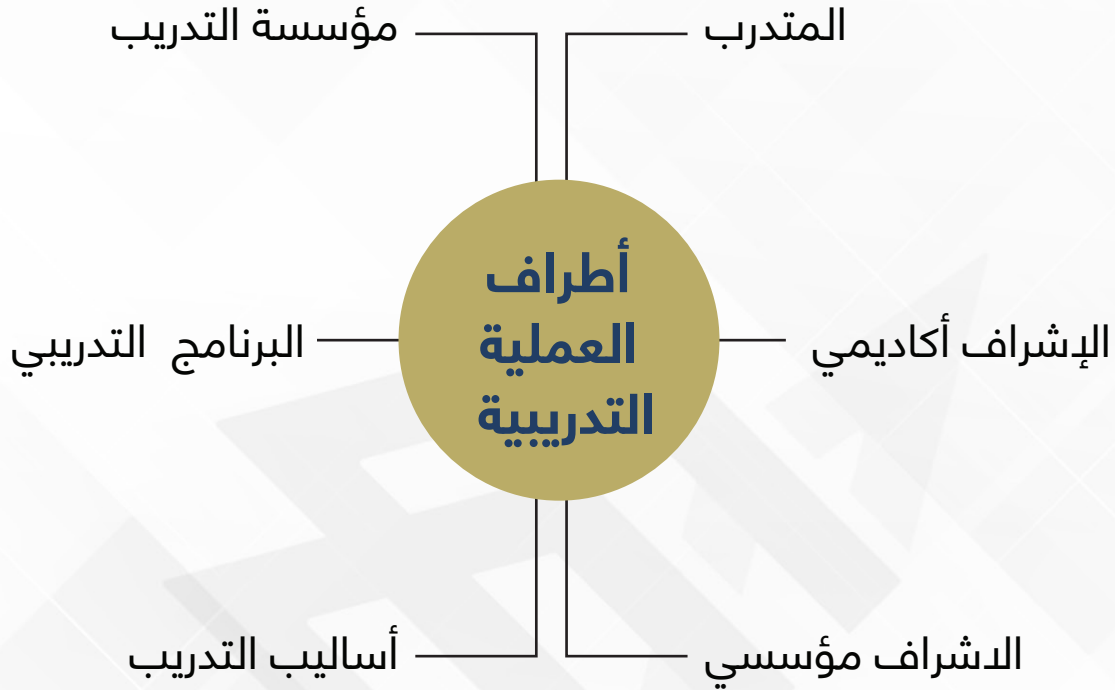 المتدرب
مؤسسة التدريب
أطراف
العملية
التدريبية
الإشراف أكاديمي
البرنامج التدريبي
الاشراف مؤسسي
أساليب التدريب